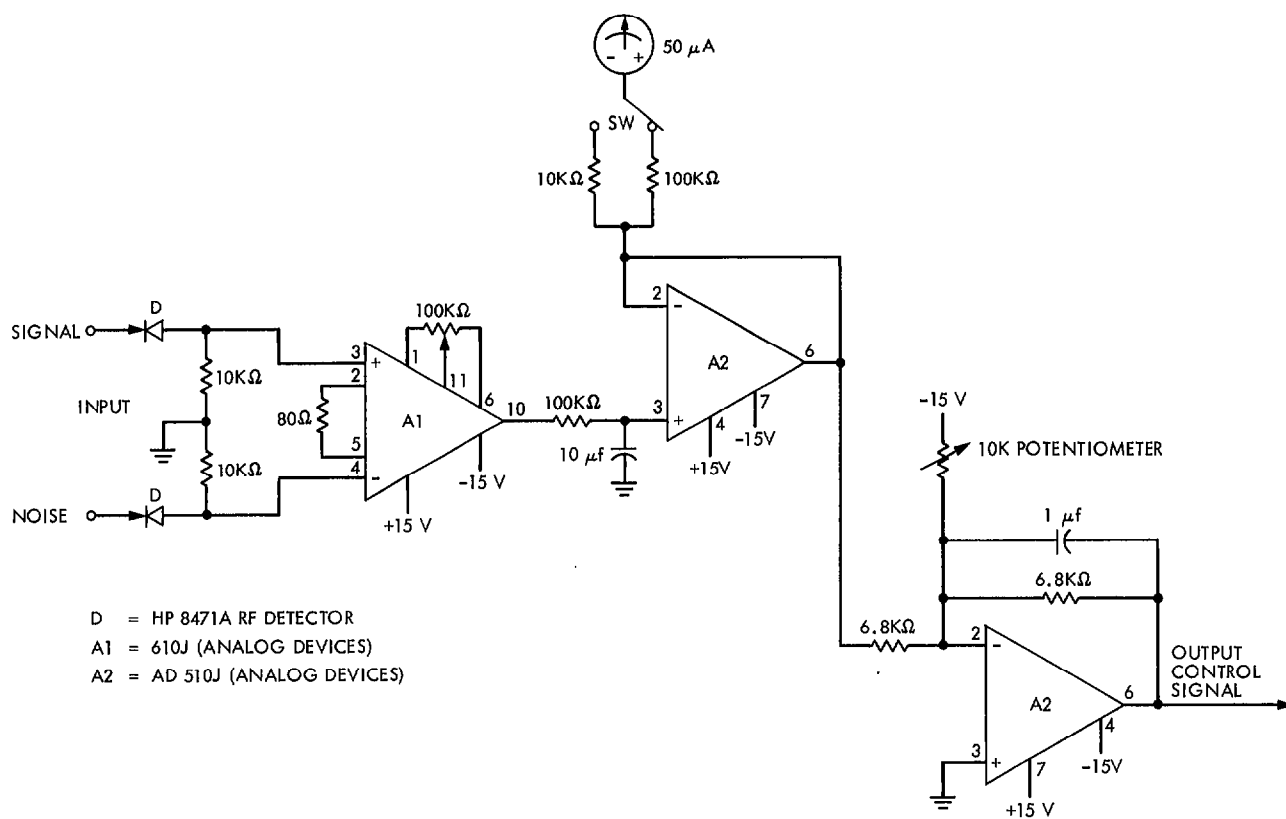 50 μA
- +
SW
10KΩ
100KΩ
D
SIGNAL
10KΩ
INPUT
10KΩ
D
NOISE
100KΩ
1
11
6
3
+
2
80Ω
5
4
-
A1
10
-15 V
+15 V
100KΩ
10 μf
2
-
3
+
A2
6
7
-15V
4
+15V
-15 V
10K POTENTIOMETER
1 μf
6.8KΩ
6.8KΩ
2
-
A2
6
3
+
4
-15V
7
+15 V
OUTPUT
CONTROL
SIGNAL
D = HP 8471A RF DETECTOR
A1 = 610J (ANALOG DEVICES)
A2 = AD 510J (ANALOG DEVICES)